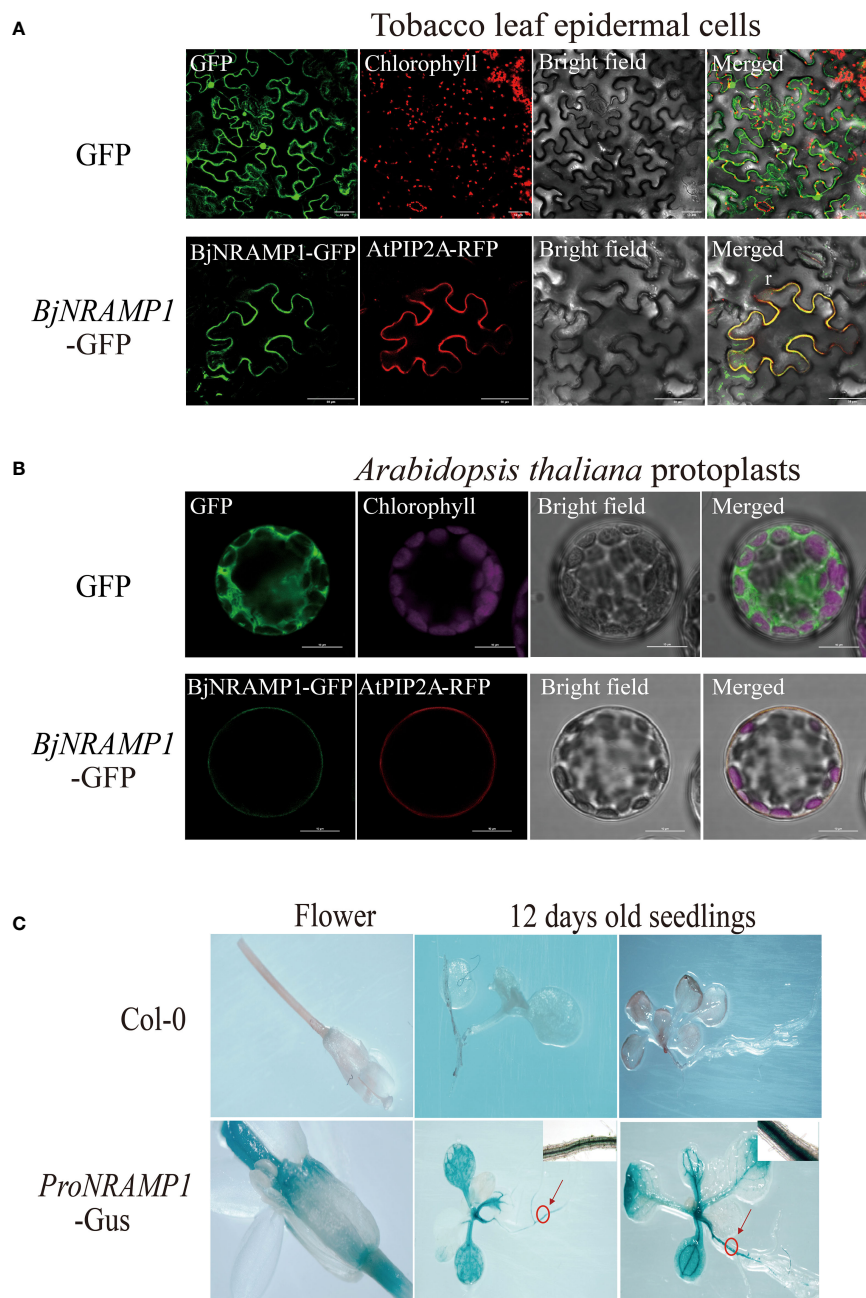 A
Tobacco leaf epidermal cells
GFP
GFP
Chlorophyll
Bright field
Merged
BjNRAMP1
-GFP
BjNRAMP1-GFP
AtPIP2A-RFP
Bright field
Merged
r
B
Arabidopsis thaliana protoplasts
GFP
GFP
Chlorophyll
Bright field
Merged
BjNRAMP1
-GFP
BjNRAMP1-GFP
AtPIP2A-RFP
Bright field
Merged
C
Flower
12 days old seedlings
Col-0
ProNRAMP1
-Gus